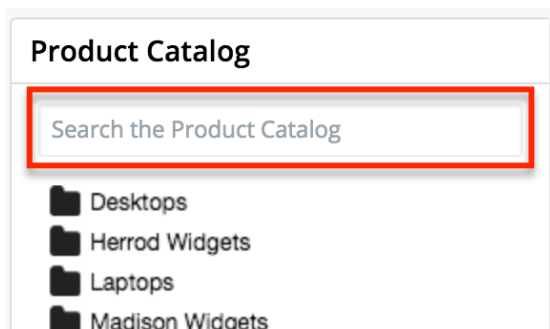 Product Catalog
Search the Product Catalog
Desktops
Herrod Widgets
Laptops
Madison Widgets